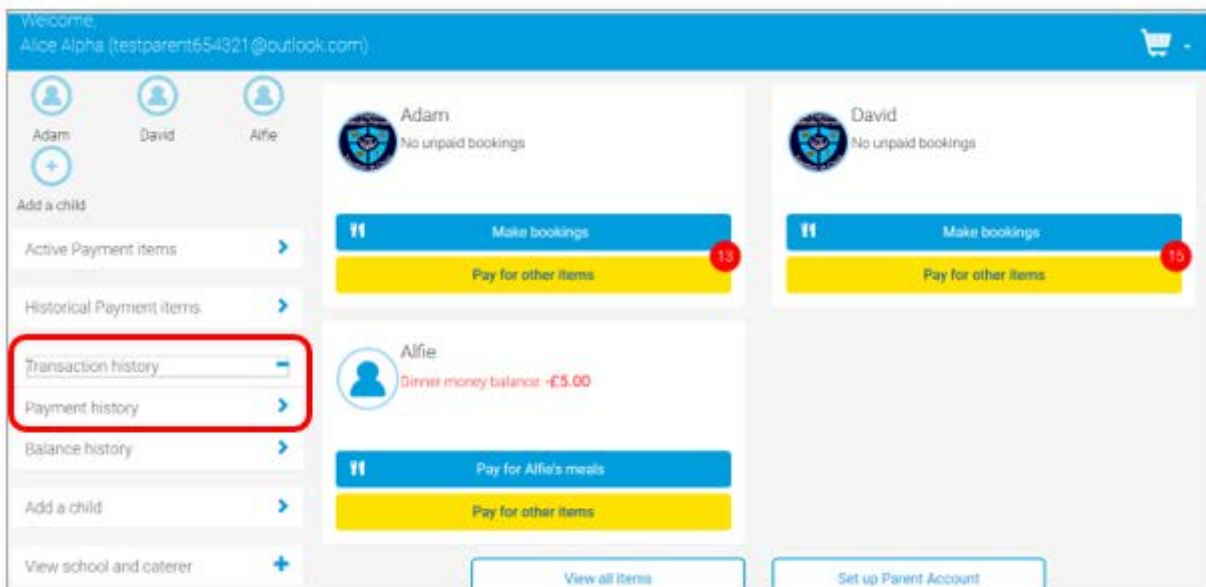 Welcome,
Alice Alpha (testparent654321@outlook.com)
Adam
David
Alfie
Add a child
Active Payment items
Historical Payment items
Transaction history
Payment history
Balance history
Add a child
View school and caterer
Adam
No unpaid bookings
Make bookings
13
Pay for other items
David
No unpaid bookings
Make bookings
15
Pay for other items
Alfie
Dinner money balance: -£5.00
Pay for Alfie's meals
Pay for other items
View all items
Set up Parent Account